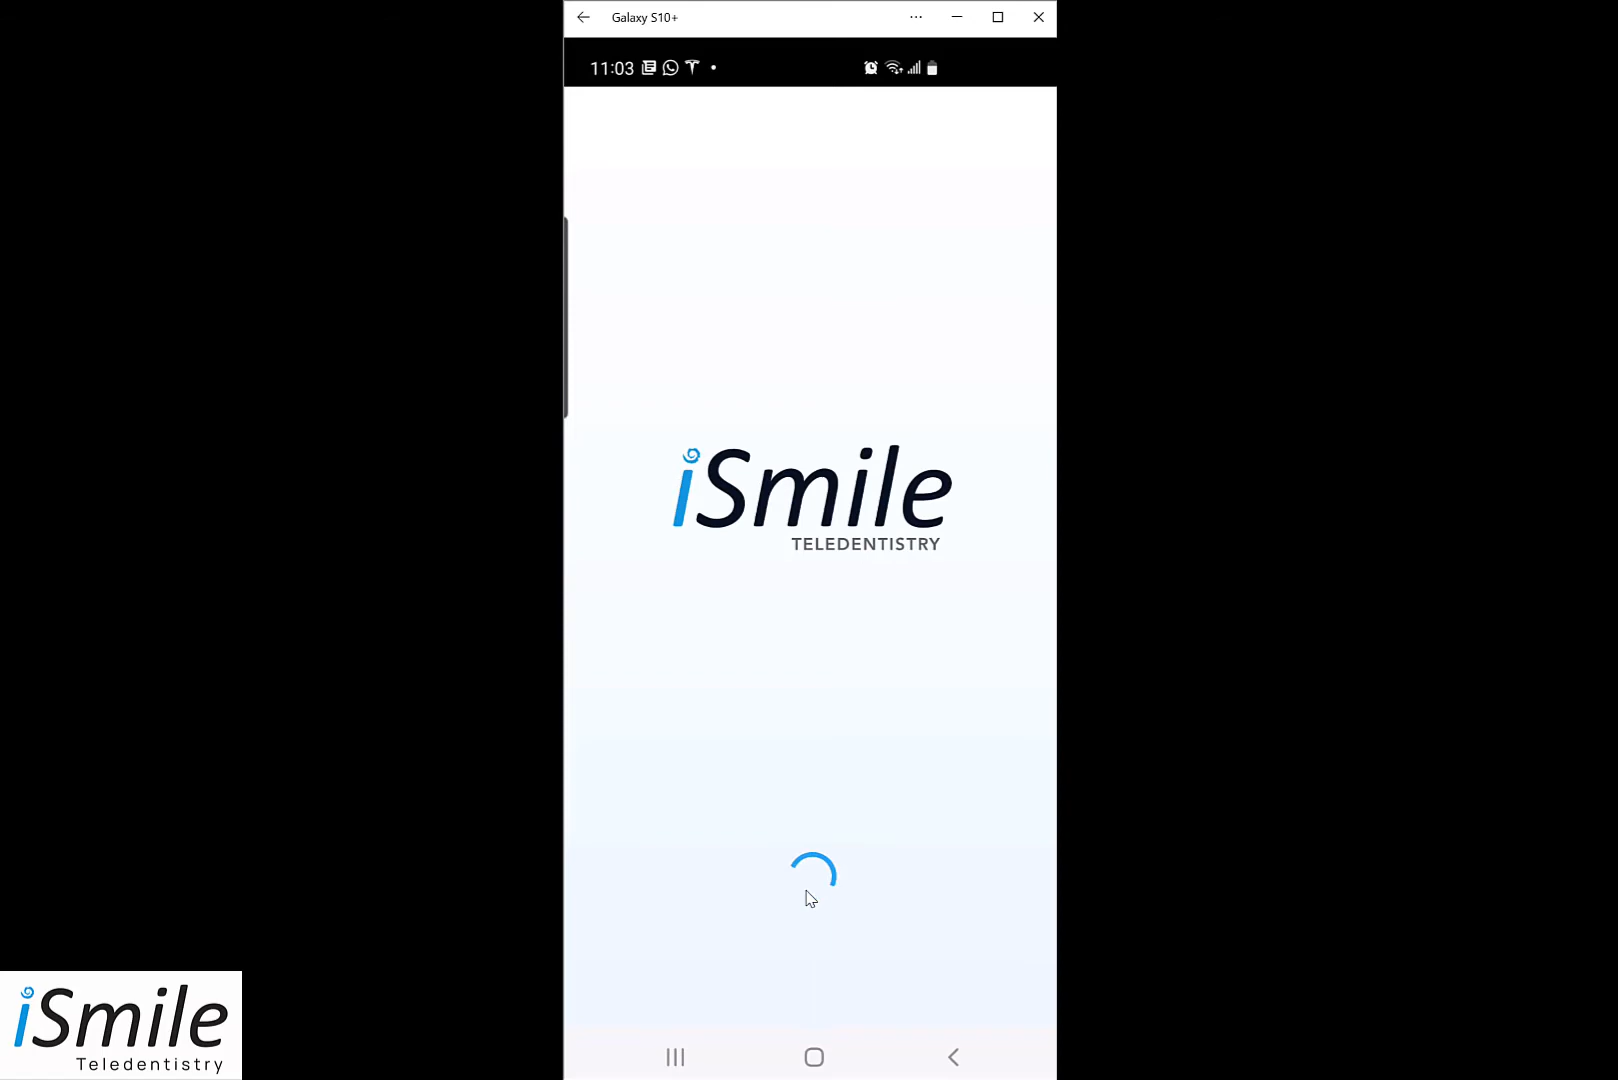 Galaxy S10+
11:03
iSmile
TELEDENTISTRY
iSmile
Teledentistry